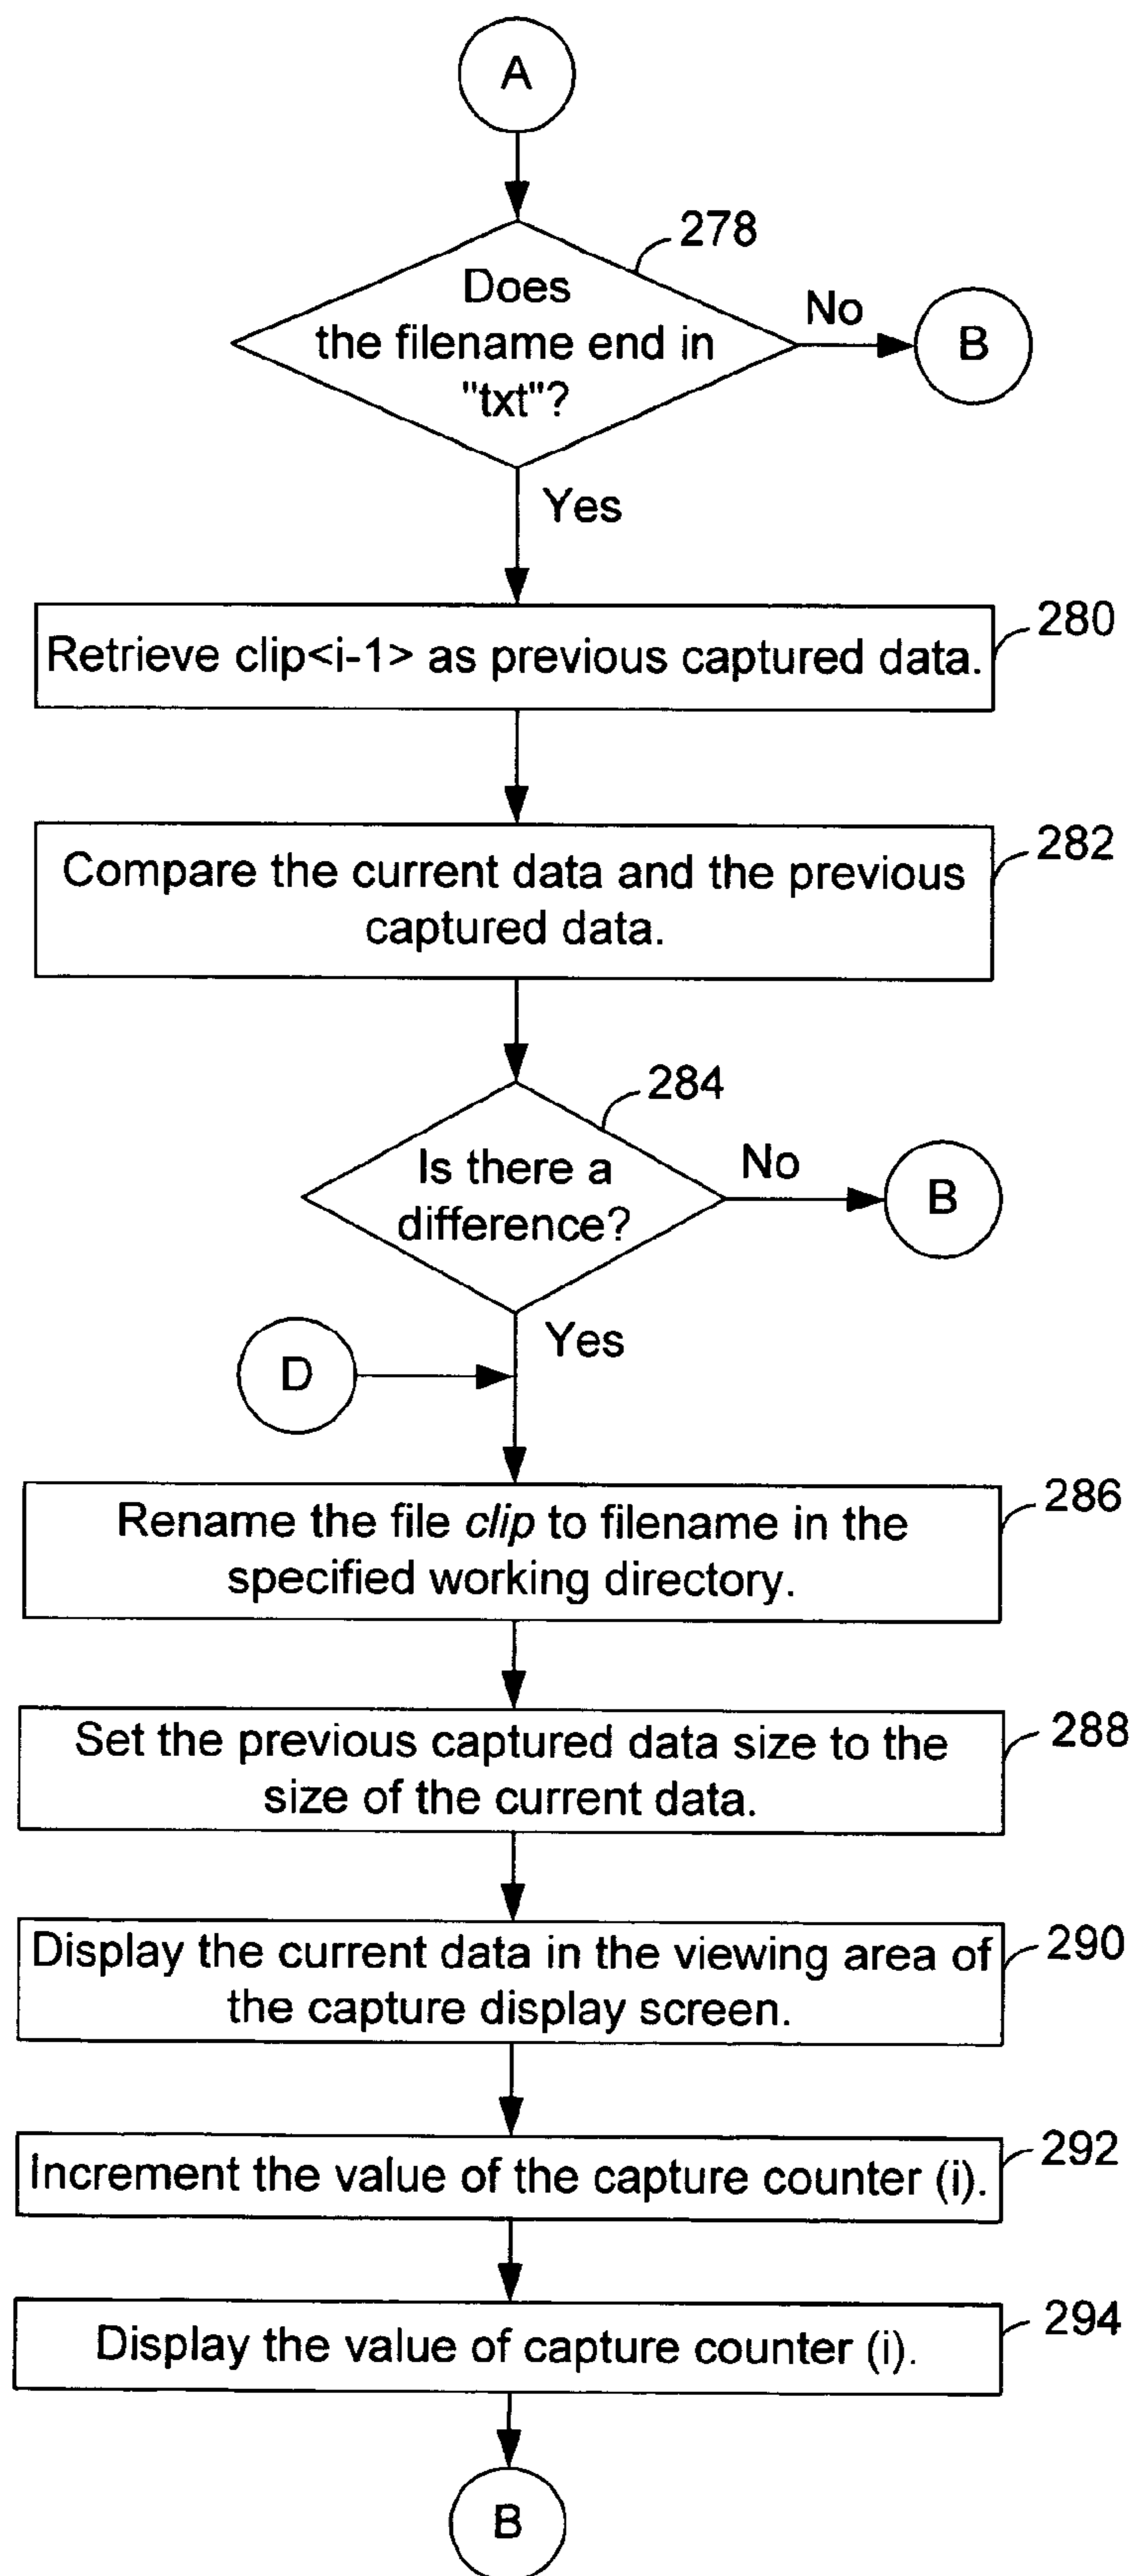 A
278
Does
the filename end in
"txt"?
No
B
Yes
280
Retrieve clip<i-1> as previous captured data.
282
Compare the current data and the previous
captured data.
284
Is there a
difference?
No
B
Yes
D
286
Rename the file clip to filename in the
specified working directory.
288
Set the previous captured data size to the
size of the current data.
290
Display the current data in the viewing area of
the capture display screen.
292
Increment the value of the capture counter (i).
294
Display the value of capture counter (i).
B